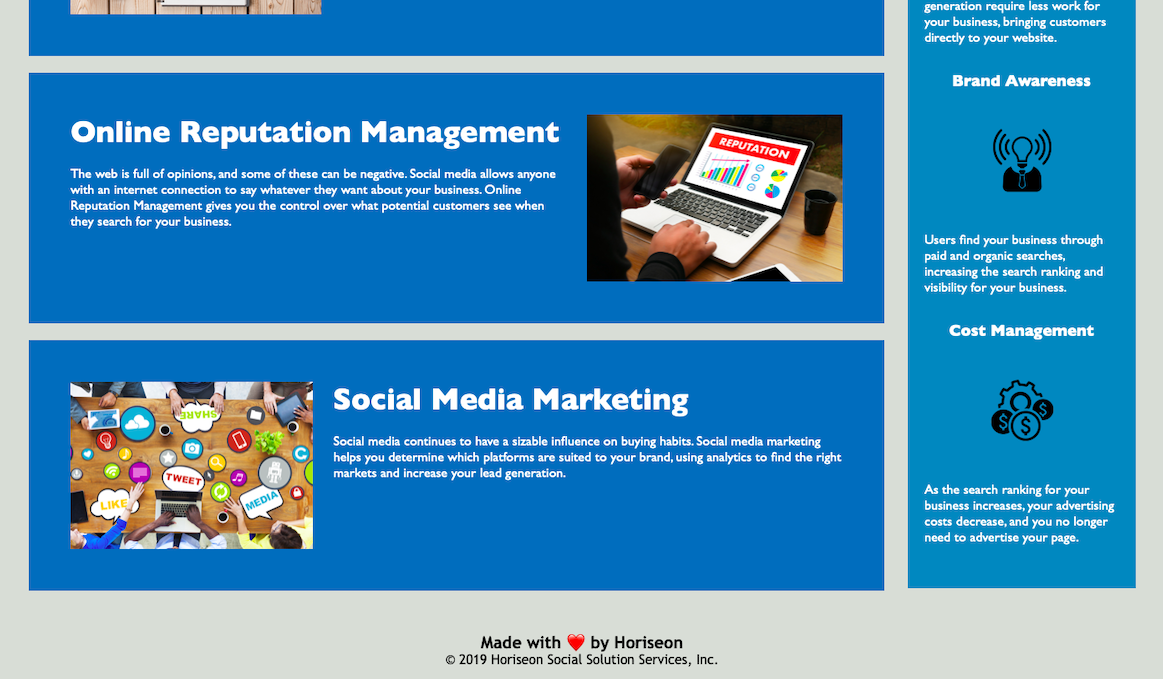 generation require less work for
your business, bringing customers
directly to your website.
Online Reputation Management
The web is full of opinions, and some of these can be negative. Social media allows anyone
with an internet connection to say whatever they want about your business. Online
Reputation Management gives you the control over what potential customers see when
they search for your business.
REPUTATION
Social Media Marketing
Social media continues to have a sizable influence on buying habits. Social media marketing
helps you determine which platforms are suited to your brand, using analytics to find the right
markets and increase your lead generation.
SHARE
TWEET
LIKE
MEDIA
Brand Awareness
Users find your business through
paid and organic searches,
increasing the search ranking and
visibility for your business.
Cost Management
$
$
$
As the search ranking for your
business increases, your advertising
costs decrease, and you no longer
need to advertise your page.
Made with ❤️ by Horiseon
© 2019 Horiseon Social Solution Services, Inc.